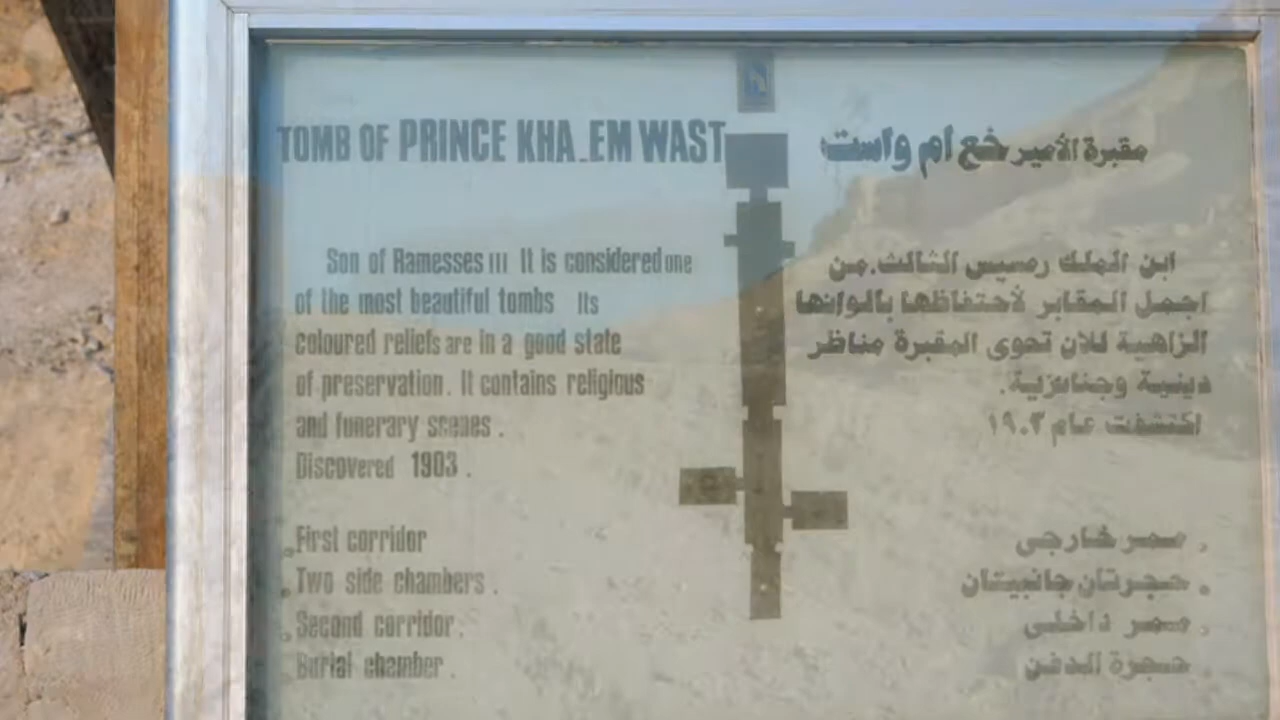 TOMB OF PRINCE KHA_EM WAST
Son of Ramesses III It is considered one
of the most beautiful tombs Its
coloured reliefs are in a good state
of preservation. It contains religious
and funerary scenes.
Discovered 1903.
. First corridor
. Two side chambers.
. Second corridor.
. Burial chamber.
مقبرة الأمير خع ام واست
ابن الملك رمسيس الثالث.من
اجمل المقابر لأحتفاظها بألوانها
الزاهية للان تحوى المقبرة مناظر
دينية وجنائزية.
اكتشفت عام ١٩٠٣
. ممر خارجى
. حجرتان جانبيتان
. ممر داخلى
. حجرة الدفن